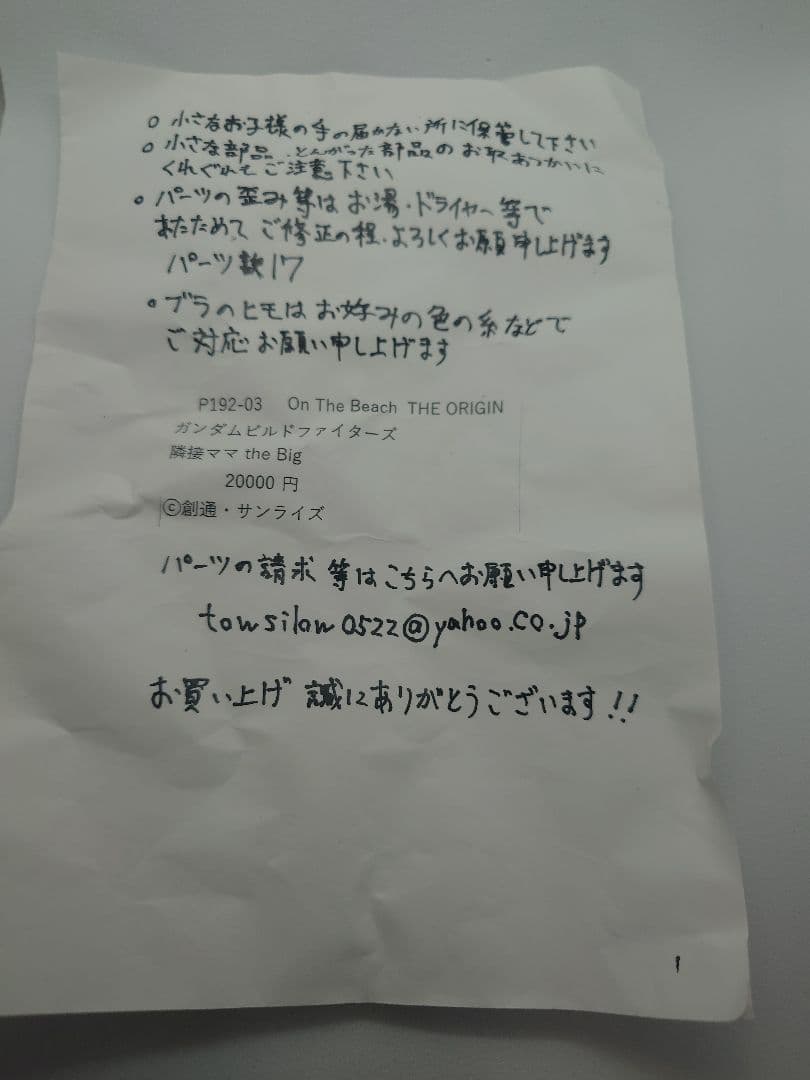 ○ 小さなお子様の手の届かない所に保管して下さい
○ 小さな部品、とんがった部品のお取あつかいに
くれぐれもご注意下さい
• パーツの歪み等はお湯・ドライヤー等で
あたためてご修正の程、よろしくお願申し上げます
パーツ数17
• ブラのヒモはお好みの色の糸などで
ご対応お願い申し上げます
P192-03 On The Beach THE ORIGIN
ガンダムビルドファイターズ
隣接ママ the Big
20000 円
©創通・サンライズ
パーツの請求等はこちらへお願い申し上げます
towsilow0522@yahoo.co.jp
お買い上げ 誠にありがとうございます!!
1